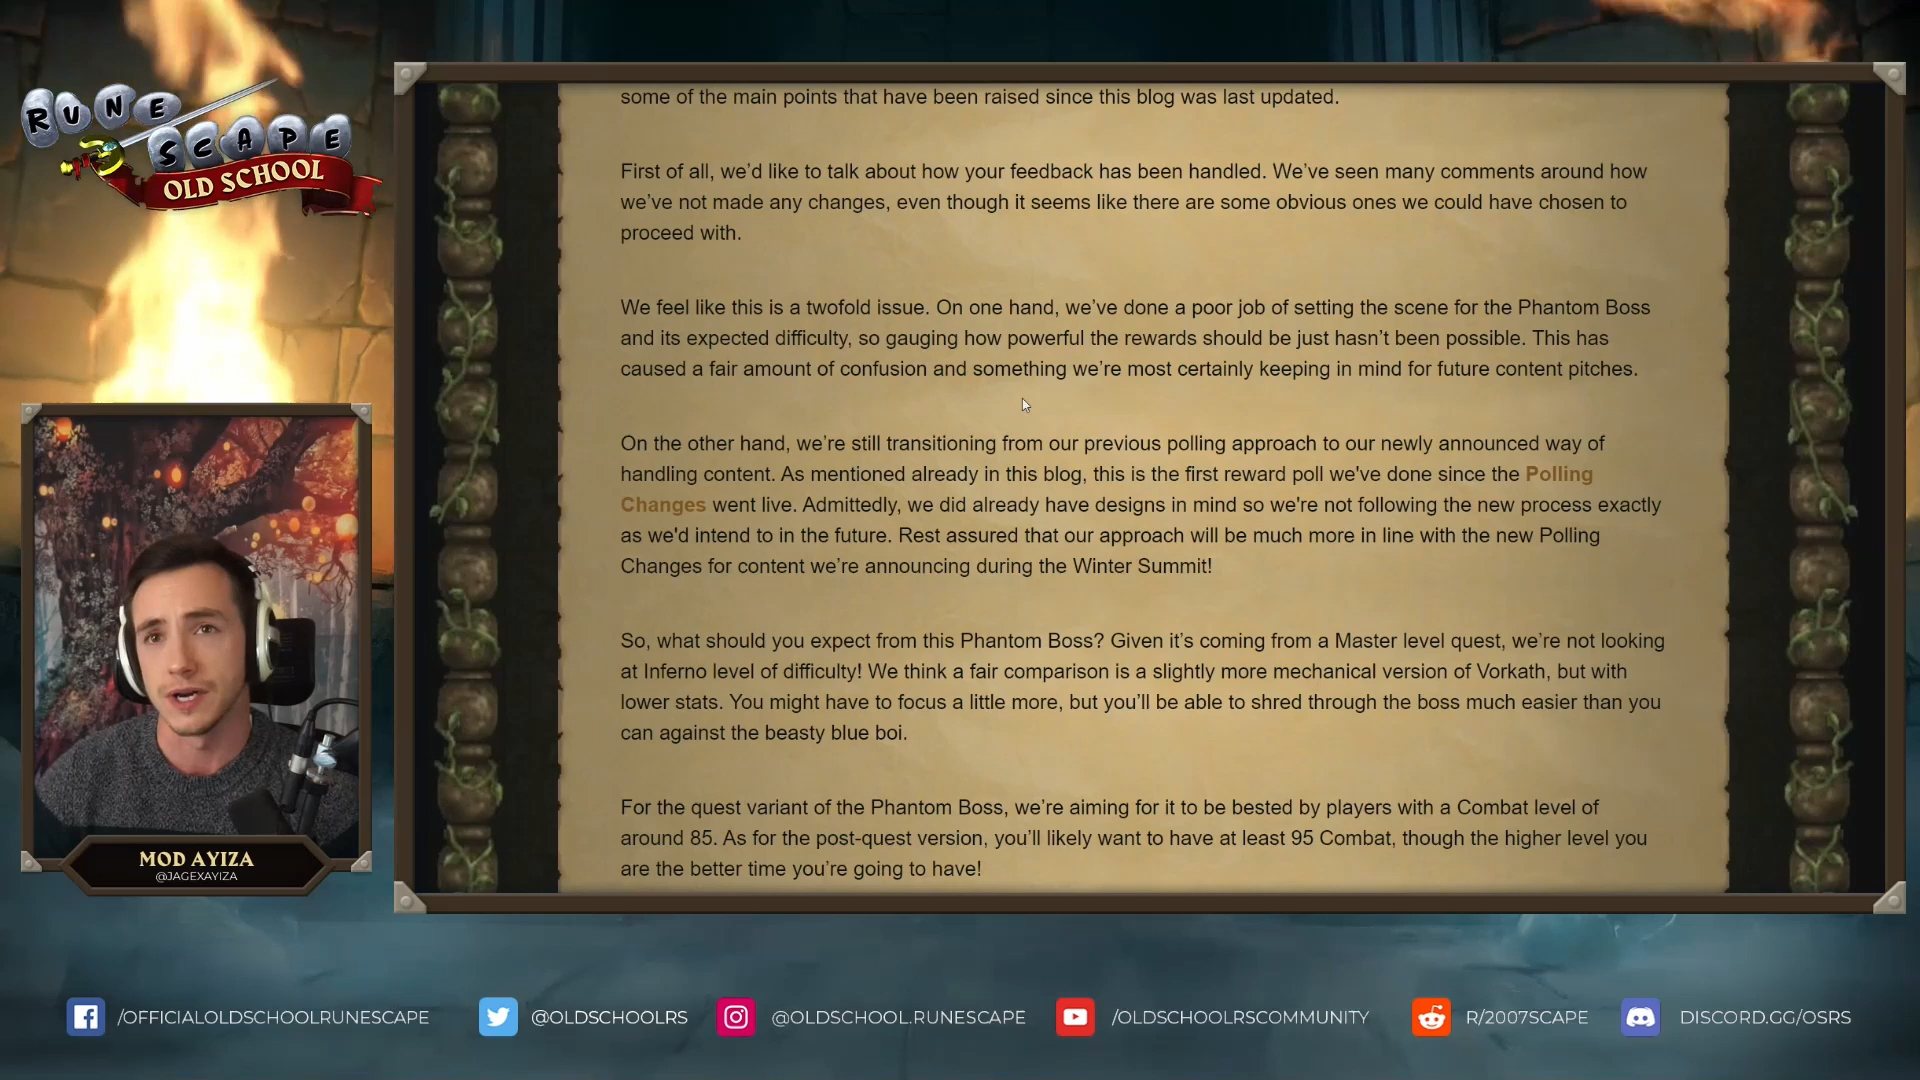 RUNE
SCAPE
OLD SCHOOL
some of the main points that have been raised since this blog was last updated.
First of all, we’d like to talk about how your feedback has been handled. We’ve seen many comments around how
we’ve not made any changes, even though it seems like there are some obvious ones we could have chosen to
proceed with.
We feel like this is a twofold issue. On one hand, we’ve done a poor job of setting the scene for the Phantom Boss
and its expected difficulty, so gauging how powerful the rewards should be just hasn’t been possible. This has
caused a fair amount of confusion and something we’re most certainly keeping in mind for future content pitches.
On the other hand, we’re still transitioning from our previous polling approach to our newly announced way of
handling content. As mentioned already in this blog, this is the first reward poll we've done since the Polling
Changes went live. Admittedly, we did already have designs in mind so we're not following the new process exactly
as we'd intend to in the future. Rest assured that our approach will be much more in line with the new Polling
Changes for content we’re announcing during the Winter Summit!
So, what should you expect from this Phantom Boss? Given it’s coming from a Master level quest, we’re not looking
at Inferno level of difficulty! We think a fair comparison is a slightly more mechanical version of Vorkath, but with
lower stats. You might have to focus a little more, but you’ll be able to shred through the boss much easier than you
can against the beasty blue boi.
For the quest variant of the Phantom Boss, we’re aiming for it to be bested by players with a Combat level of
around 85. As for the post-quest version, you’ll likely want to have at least 95 Combat, though the higher level you
are the better time you’re going to have!
MOD AYIZA
@JAGEXAYIZA
/OFFICIALOLDSCHOOLRUNESCAPE
@OLDSCHOOLRS
@OLDSCHOOL.RUNESCAPE
/OLDSCHOOLRSCOMMUNITY
R/2007SCAPE
DISCORD.GG/OSRS